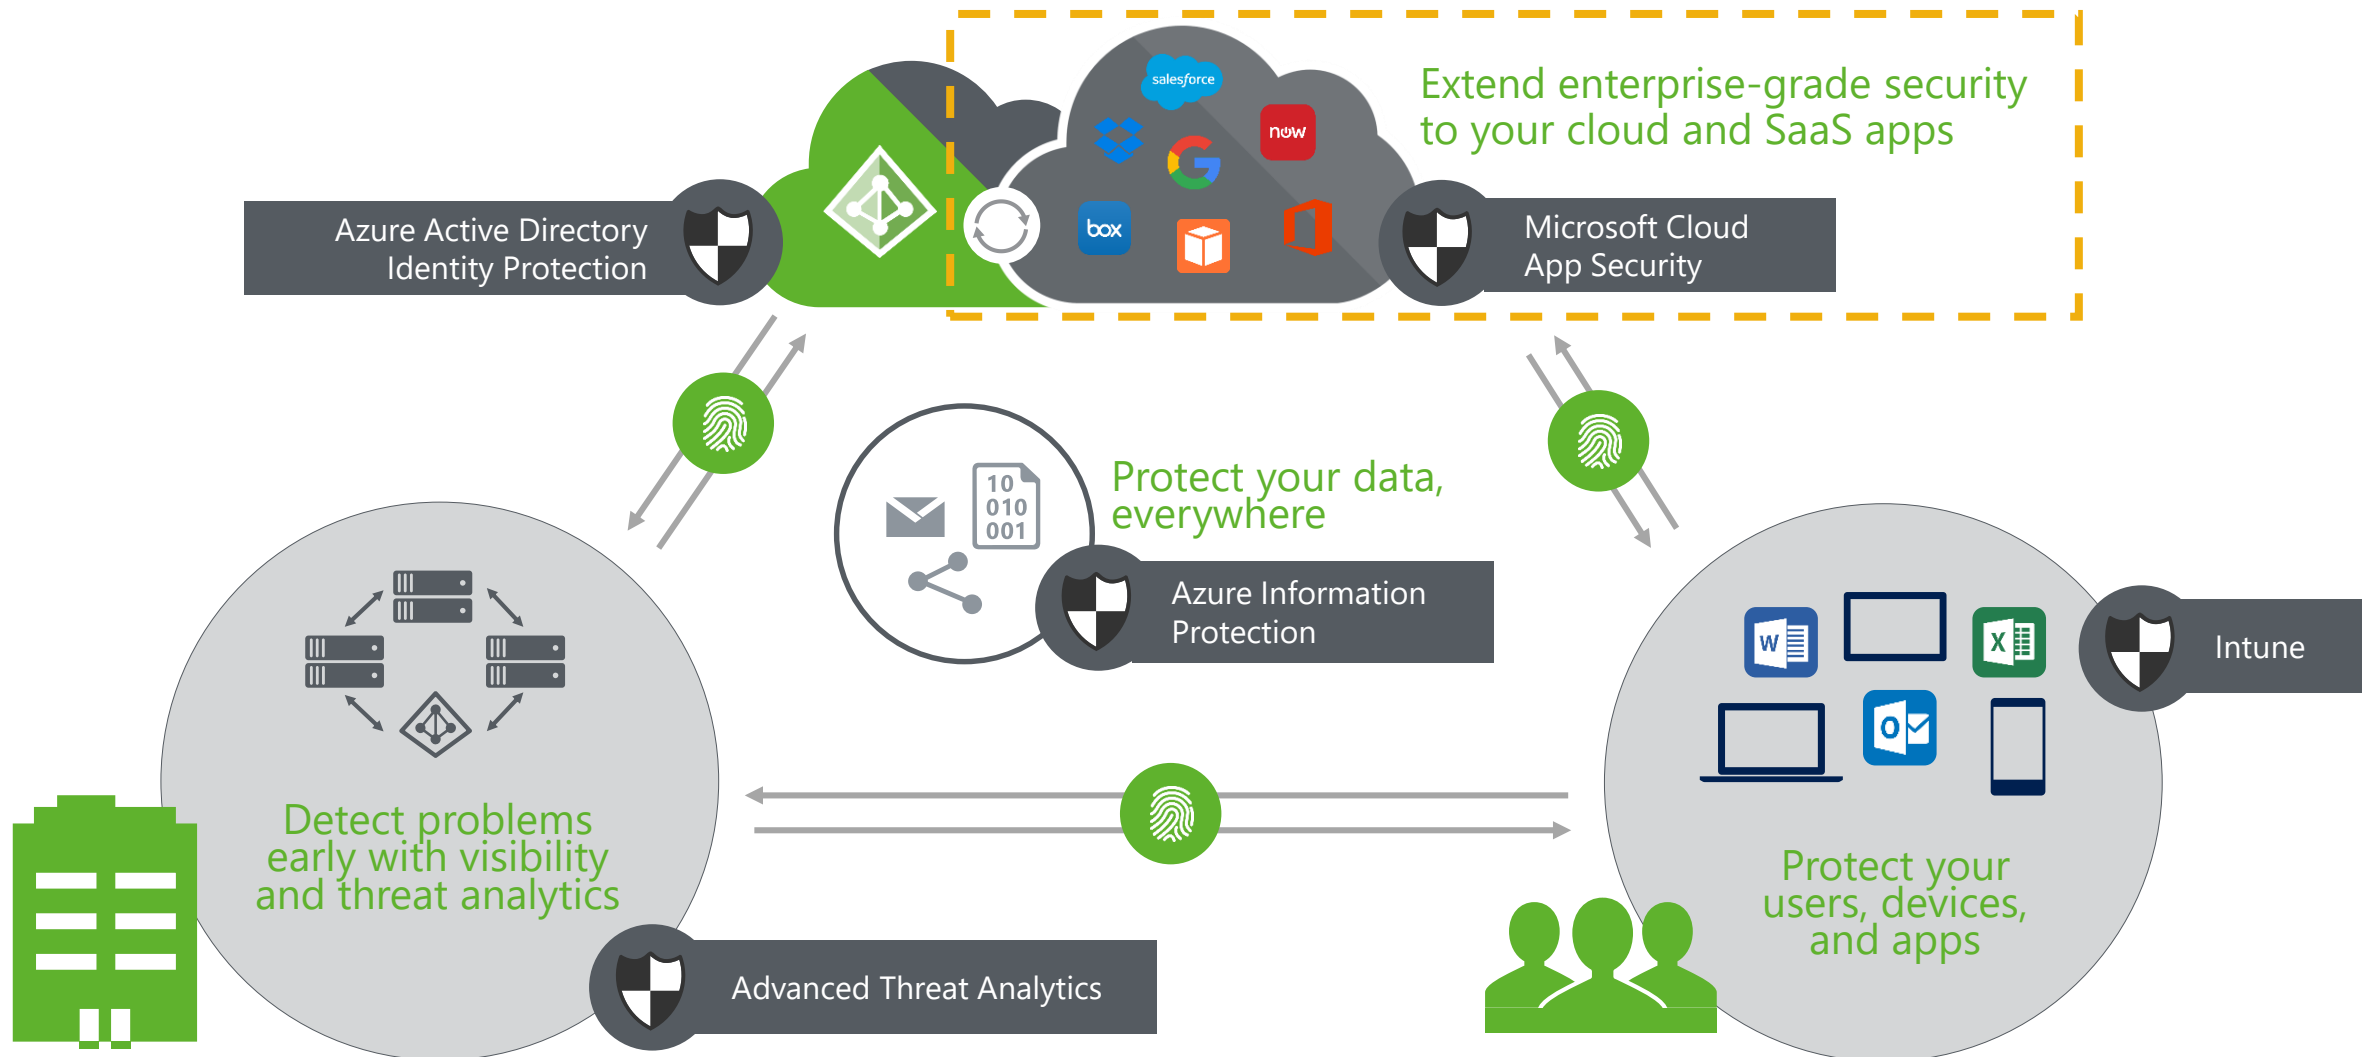 salesforce
now
box
Extend enterprise-grade security
to your cloud and SaaS apps
Azure Active Directory
Identity Protection
Microsoft Cloud
App Security
10
010
001
Protect your data,
everywhere
Azure Information
Protection
W
X
Intune
O
Detect problems
early with visibility
and threat analytics
Protect your
users, devices,
and apps
Advanced Threat Analytics